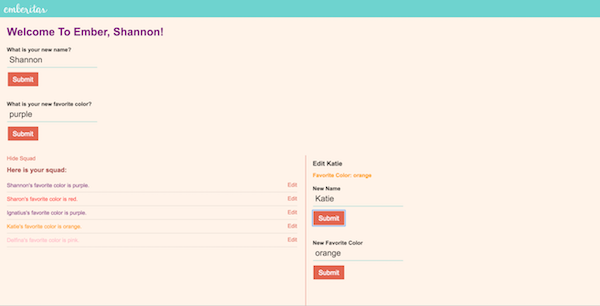 embercitas
Welcome To Ember, Shannon!
What is your new name?
Shannon
Submit
What is your new favorite color?
purple
Submit
Hide Squad
Here is your squad:
Shannon's favorite color is purple. Edit
Sharon's favorite color is red. Edit
Ignatius's favorite color is purple. Edit
Katie's favorite color is orange. Edit
favorite color is pink. Edit
Edit Katie
Favorite Color: orange
New Name
Katie
Submit
New Favorite Color
orange
Submit